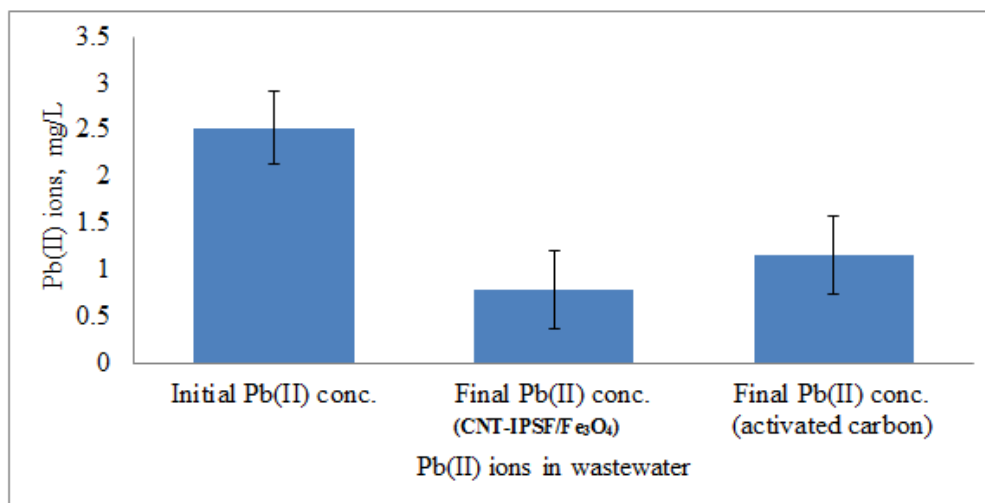 3.5
3
2.5
2
1.5
1
0.5
0
Pb(II) ions, mg/L
Initial Pb(II) conc.
Final Pb(II) conc.
(CNT-IPSF/Fe₃O₄)
Final Pb(II) conc.
(activated carbon)
Pb(II) ions in wastewater